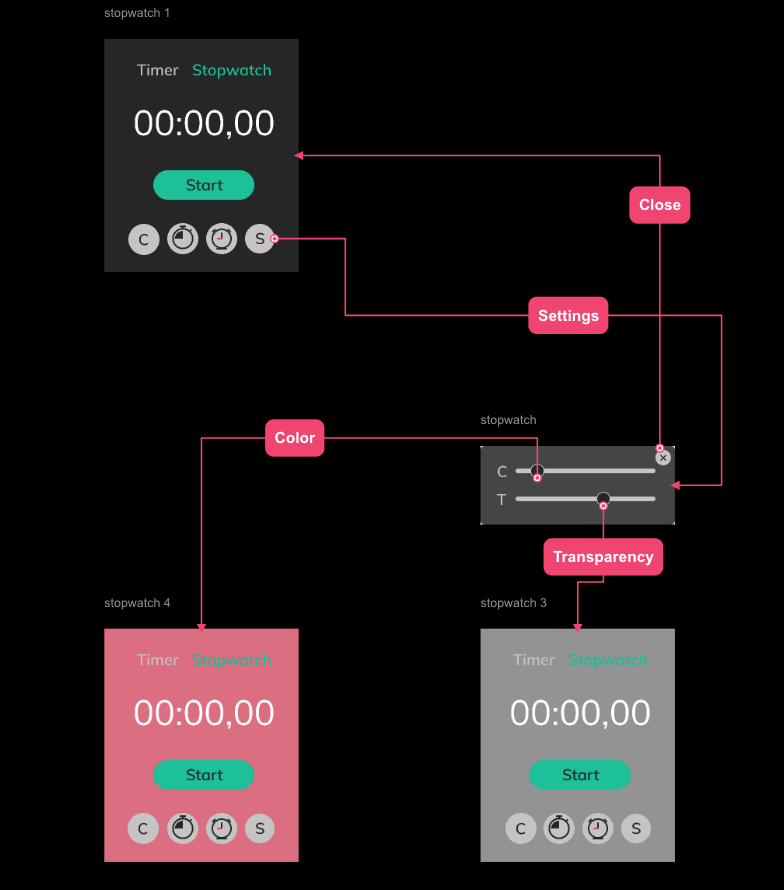 stopwatch 1
Timer Stopwatch
00:00,00
Start
C S
Close
Settings
stopwatch
Color
C
T
Transparency
stopwatch 4
Timer Stopwatch
00:00,00
Start
C S
stopwatch 3
Timer Stopwatch
00:00,00
Start
C S